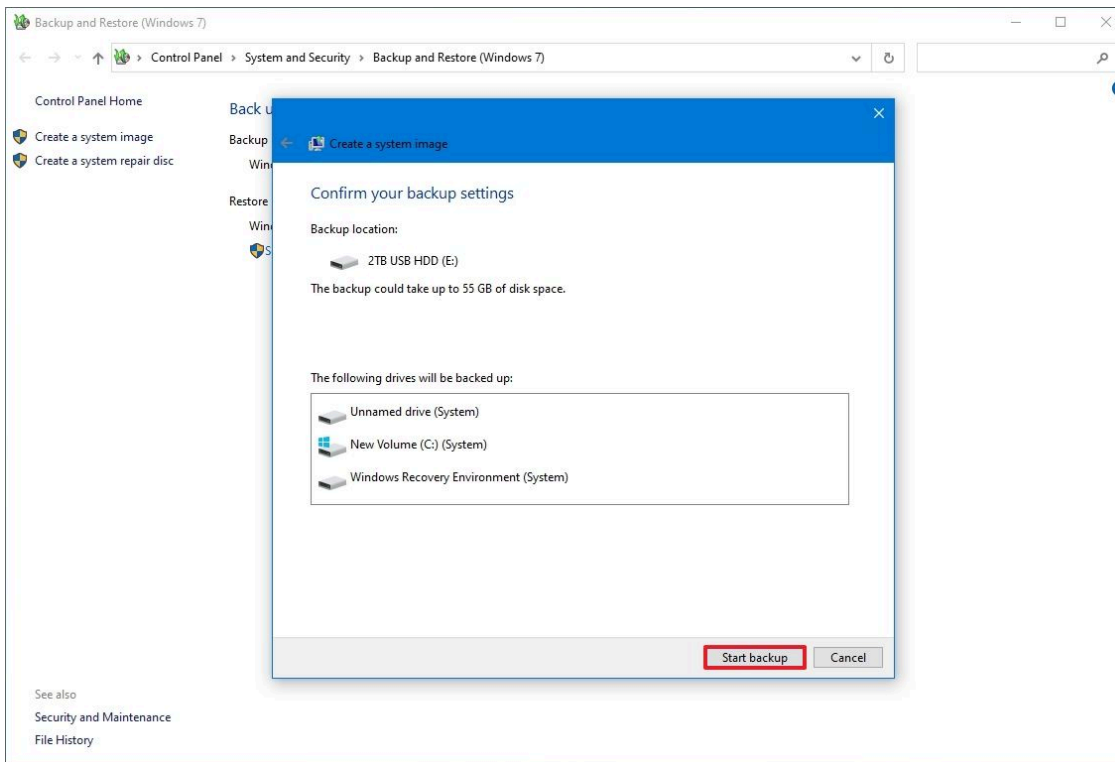 Backup and Restore (Windows 7)
Control Panel › System and Security › Backup and Restore (Windows 7)
Control Panel Home
Create a system image
Create a system repair disc
Back u
Backup
Win
Restore
Win
S
Create a system image
Confirm your backup settings
Backup location:
2TB USB HDD (E:)
The backup could take up to 55 GB of disk space.
The following drives will be backed up:
Unnamed drive (System)
New Volume (C:) (System)
Windows Recovery Environment (System)
Start backup Cancel
See also
Security and Maintenance
File History